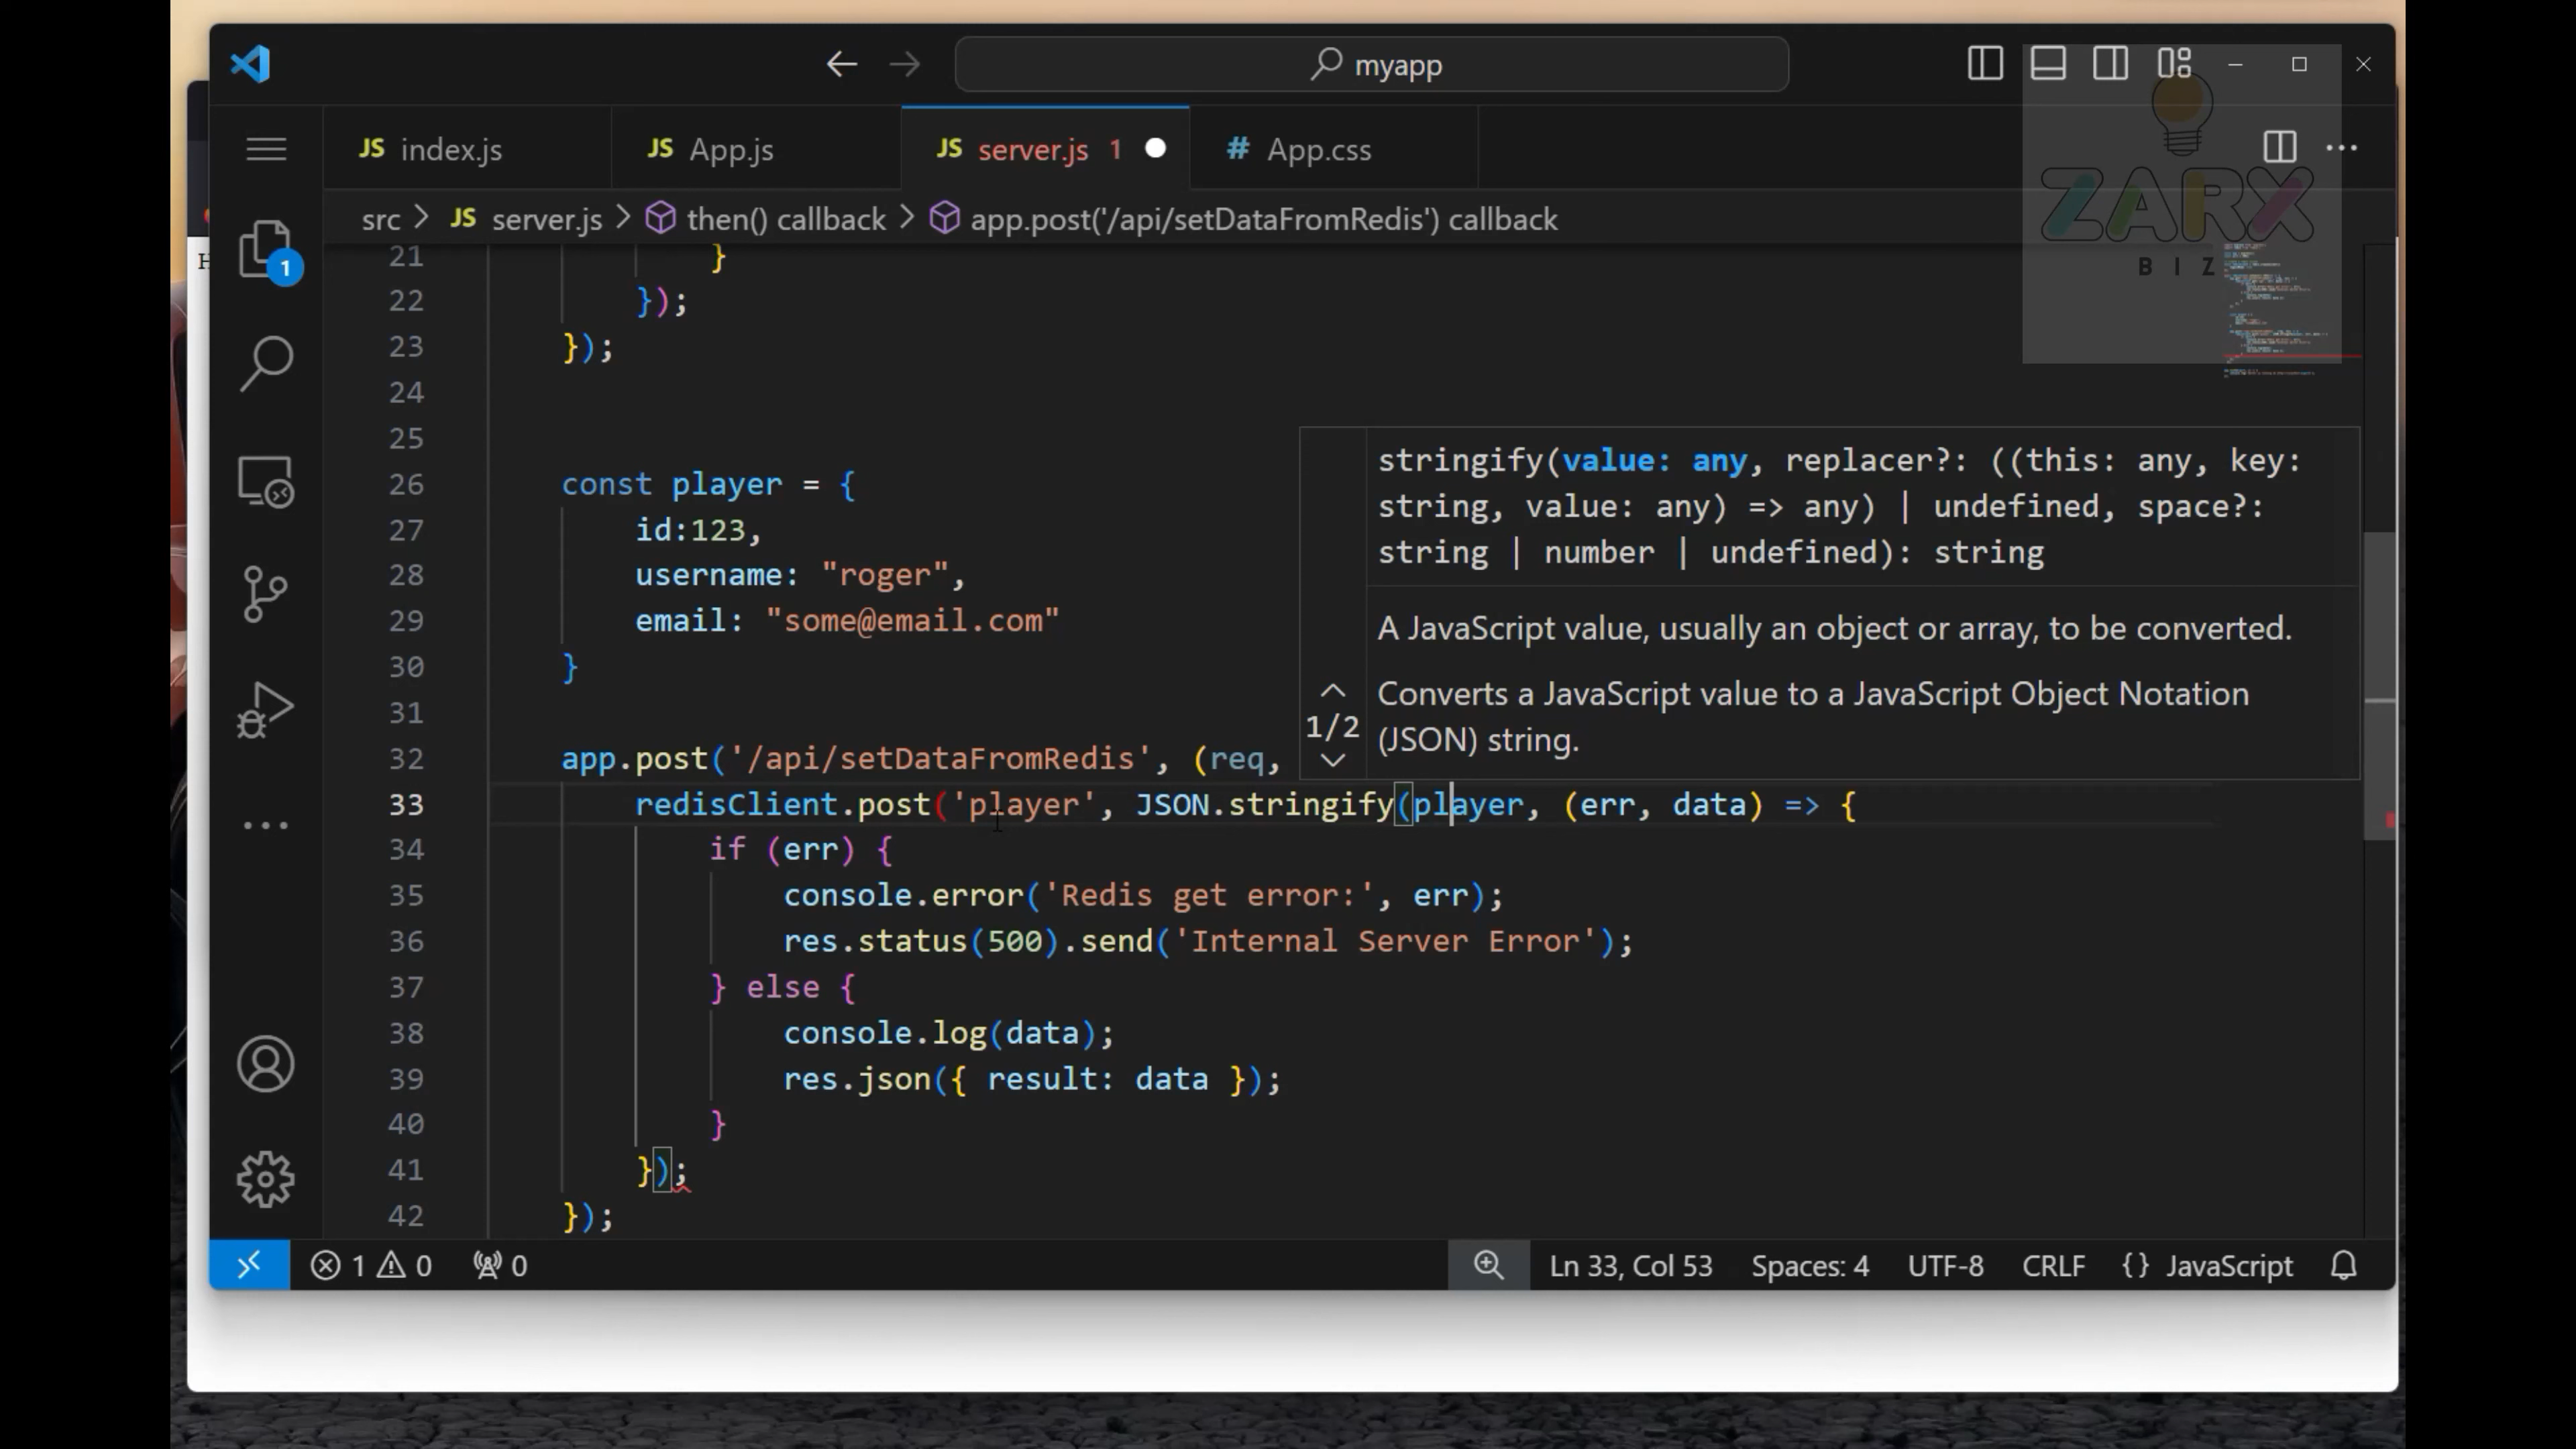 myapp
JS index.js
JS App.js
JS server.js 1
# App.css
ZARX
BIZ
src > JS server.js > then() callback > app.post('/api/setDataFromRedis') callback
H
1
21 }
22 });
23 });
24
25
26 const player = {
27 id:123,
28 username: "roger",
29 email: "some@email.com"
30 }
31
32 app.post('/api/setDataFromRedis', (req,
33 redisClient.post('player', JSON.stringify(player, (err, data) => {
34 if (err) {
35 console.error('Redis get error:', err);
36 res.status(500).send('Internal Server Error');
37 } else {
38 console.log(data);
39 res.json({ result: data });
40 }
41 });
42 });
stringify(value: any, replacer?: ((this: any, key:
string, value: any) => any) | undefined, space?:
string | number | undefined): string
A JavaScript value, usually an object or array, to be converted.
1/2
Converts a JavaScript value to a JavaScript Object Notation
(JSON) string.
1 0 0 Ln 33, Col 53 Spaces: 4 UTF-8 CRLF {} JavaScript